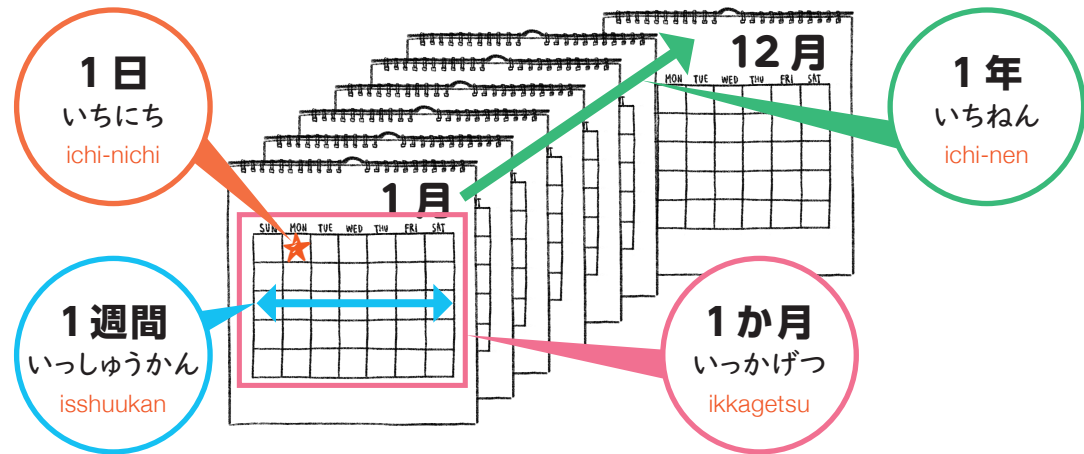 1日
いちにち
ichi-nichi
12月
MON TUE WED THU FRI SAT
1年
いちねん
ichi-nen
1月
SUN MON TUE WED THU FRI SAT
1週間
いっしゅうかん
isshuukan
1か月
いっかげつ
ikkagetsu